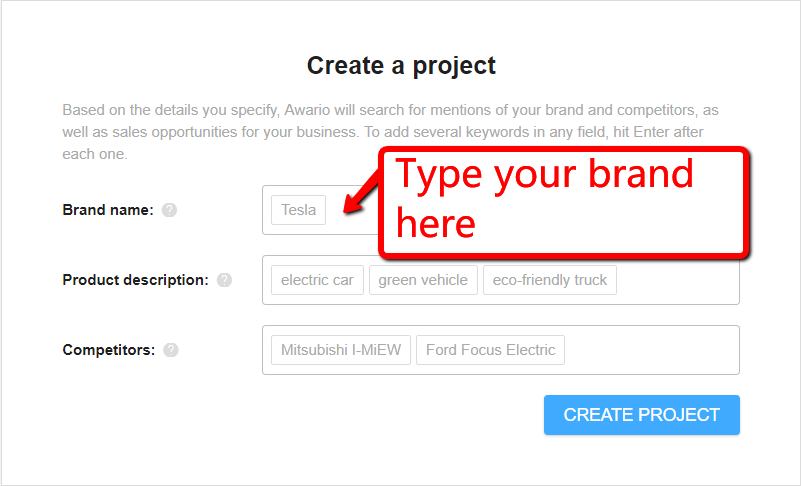 Create a project
Based on the details you specify, Awario will search for mentions of your brand and competitors, as
well as sales opportunities for your business. To add several keywords in any field, hit Enter after
each one.
Type your brand
here
Brand name: ?
Tesla
Product description: ?
electric car green vehicle eco-friendly truck
Competitors: ?
Mitsubishi I-MiEW Ford Focus Electric
CREATE PROJECT